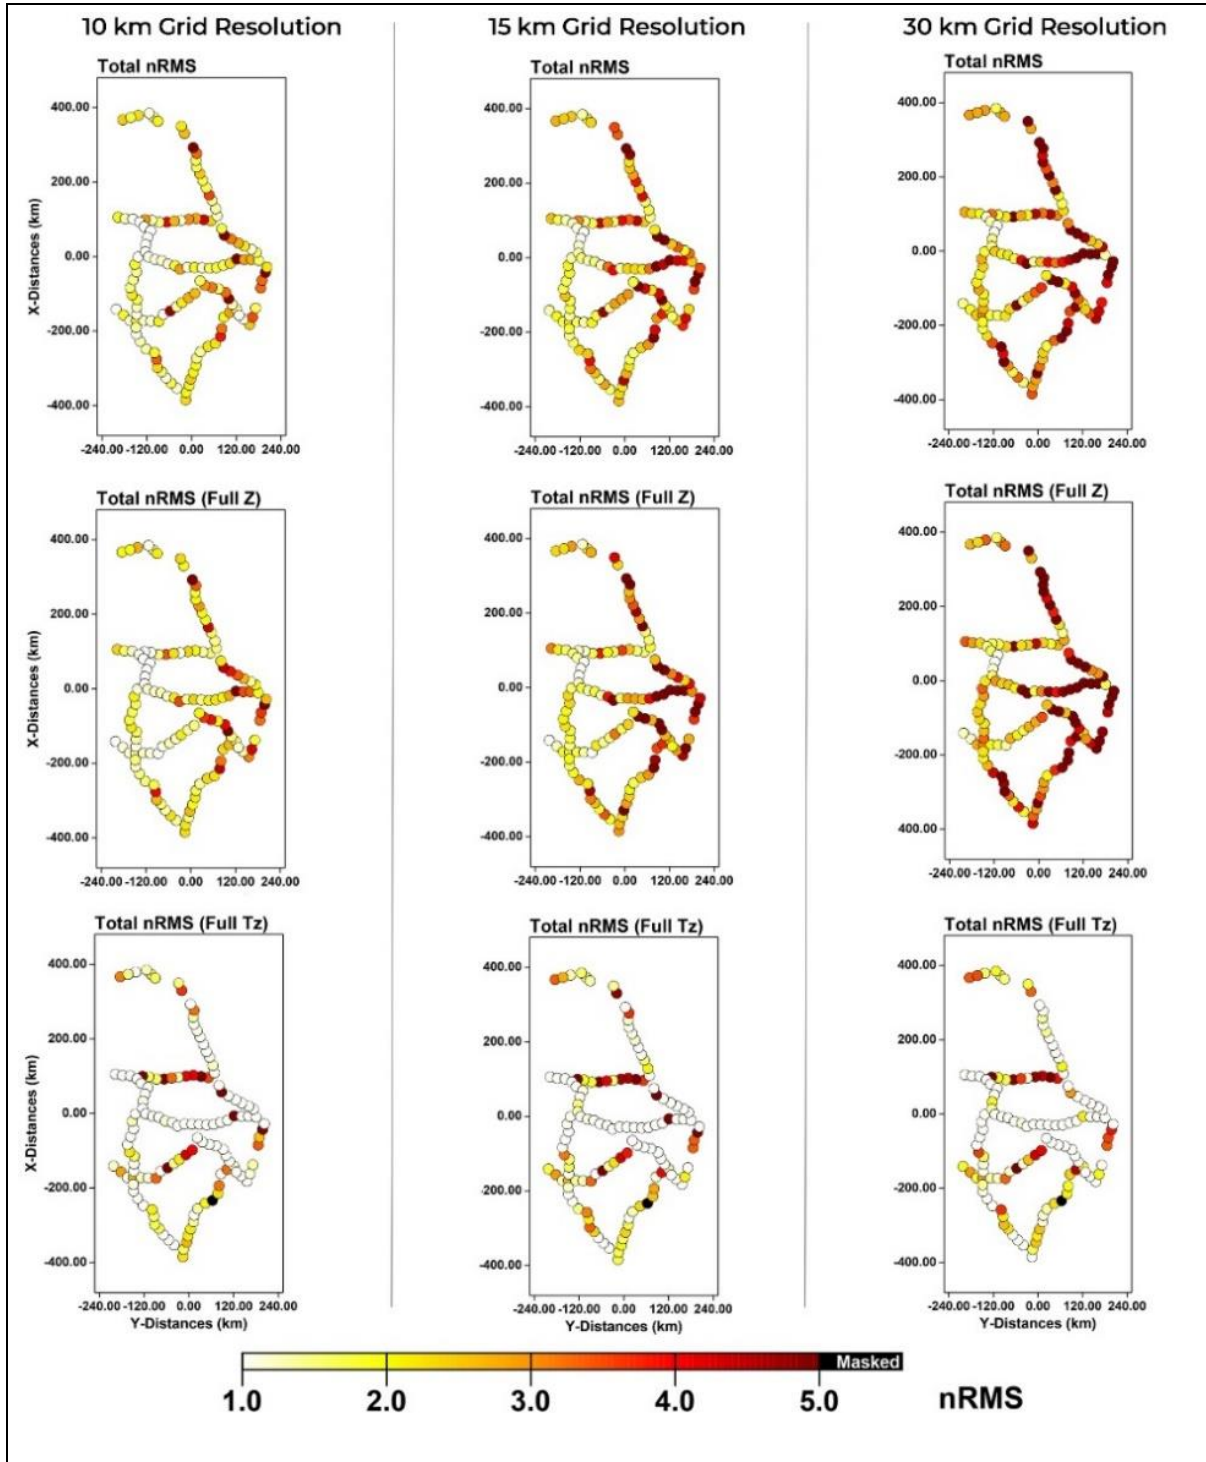 10 km Grid Resolution 15 km Grid Resolution 30 km Grid Resolution
Total nRMS Total nRMS Total nRMS
400.00 400.00 400.00
200.00 200.00 200.00
X-Distances (km)
0.00 0.00 0.00
-200.00 -200.00 -200.00
-400.00 -400.00 -400.00
-240.00 -120.00 0.00 120.00 240.00 -240.00 -120.00 0.00 120.00 240.00 -240.00 -120.00 0.00 120.00 240.00
Total nRMS (Full Z) Total nRMS (Full Z) Total nRMS (Full Z)
400.00 400.00 400.00
200.00 200.00 200.00
X-Distances (km)
0.00 0.00 0.00
-200.00 -200.00 -200.00
-400.00 -400.00 400.00
-240.00 -120.00 0.00 120.00 240.00 -240.00 -120.00 0.00 120.00 240.00 -240.00 -120.00 0.00 120.00 240.00
Total nRMS (Full Tz) Total nRMS (Full Tz) Total nRMS (Full Tz)
400.00 400.00 400.00
200.00 200.00 200.00
X-Distances (km)
0.00 0.00 0.00
-200.00 -200.00 -200.00
-400.00 -400.00 -400.00
-240.00 -120.00 0.00 120.00 240.00 -240.00 -120.00 0.00 120.00 240.00 -240.00 -120.00 0.00 120.00 240.00
Y-Distances (km) Y-Distances (km) Y-Distances (km)
Masked
1.0 2.0 3.0 4.0 5.0 nRMS